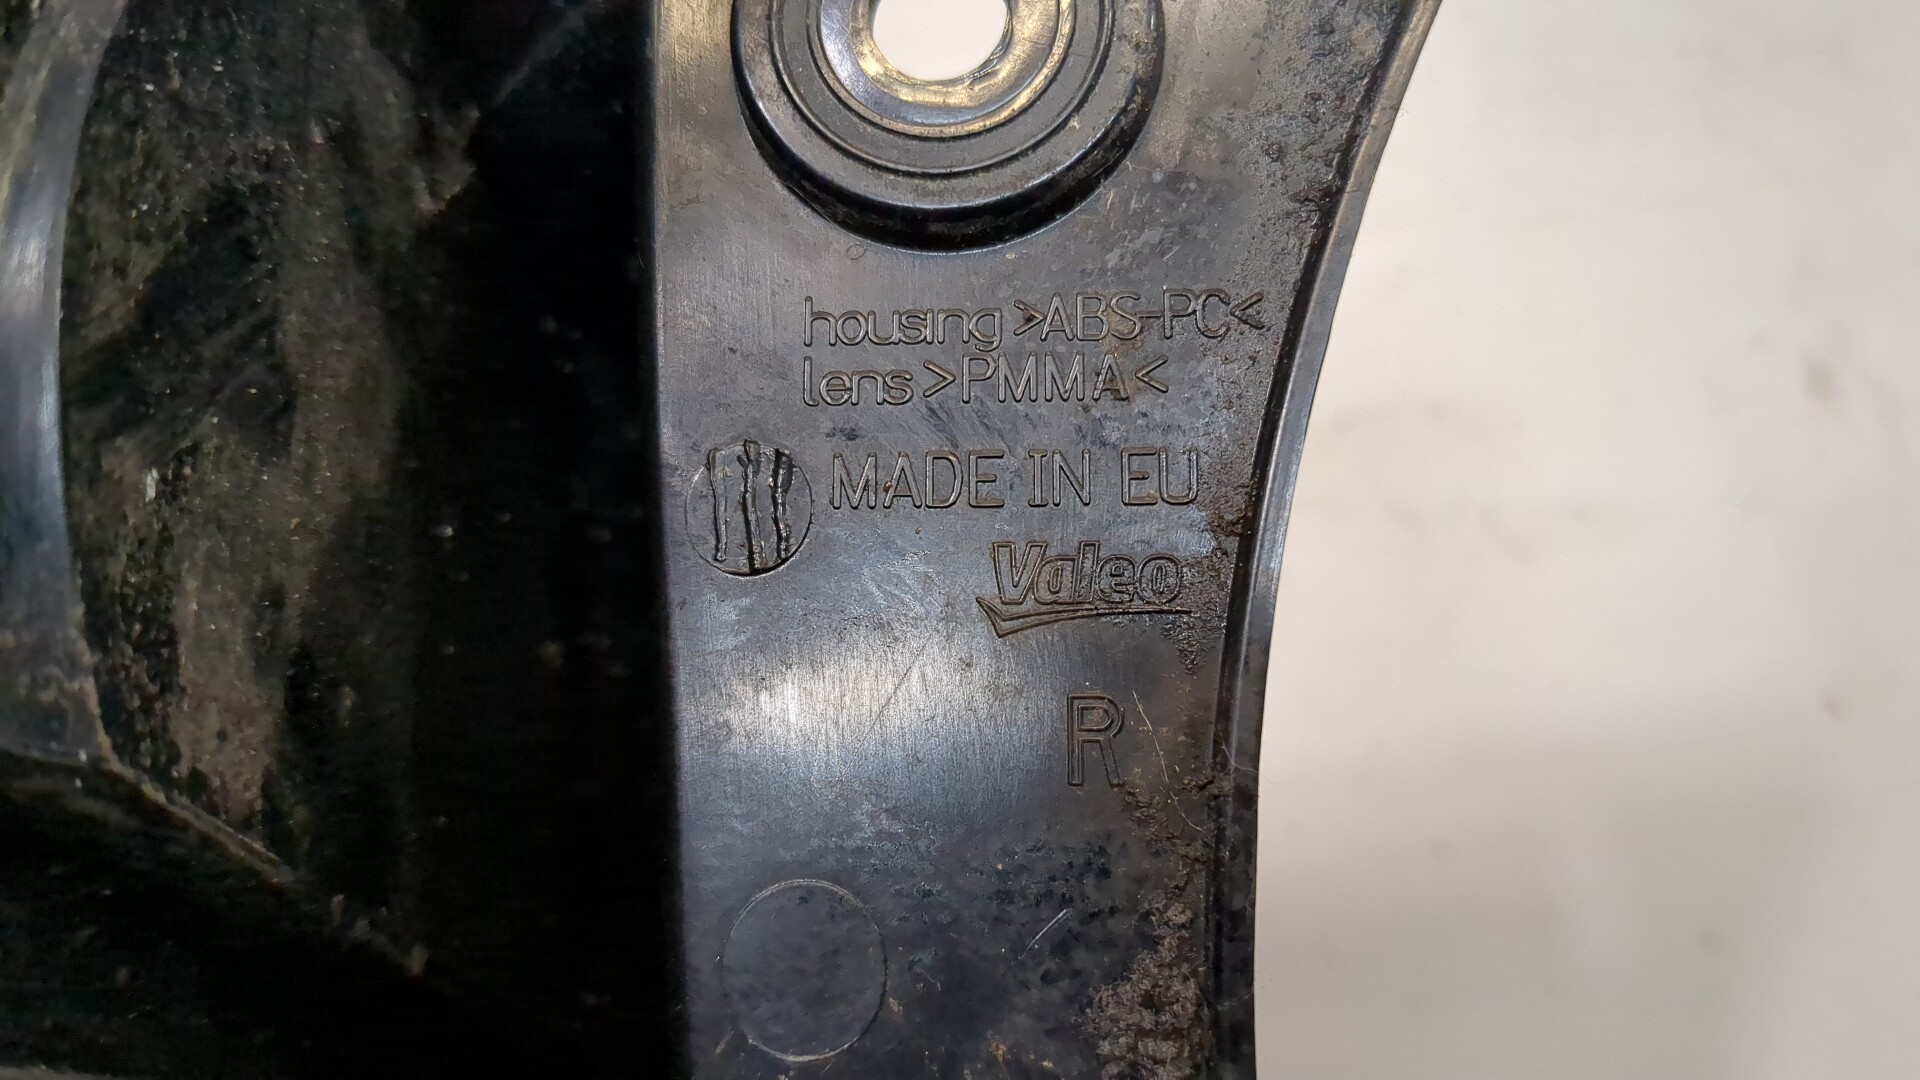 housing >ABS-PC<
lens >PMMA<
MADE IN EU
Valeo
R